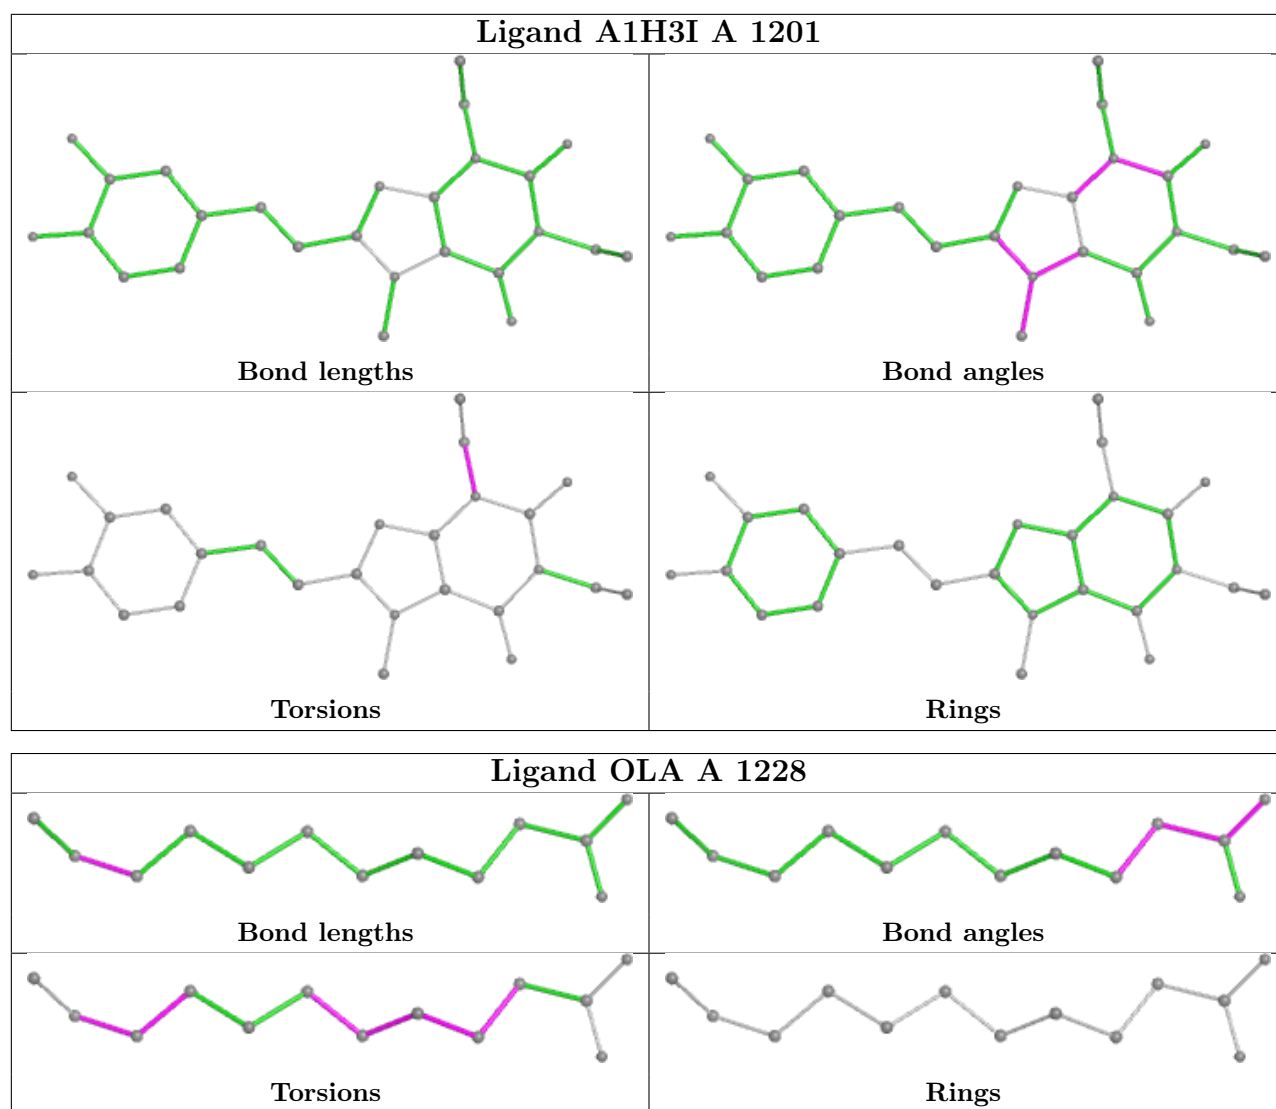 Ligand A1H3I A 1201
Bond lengths
Bond angles
Torsions
Rings
Ligand OLA A 1228
Bond lengths
Bond angles
Torsions
Rings